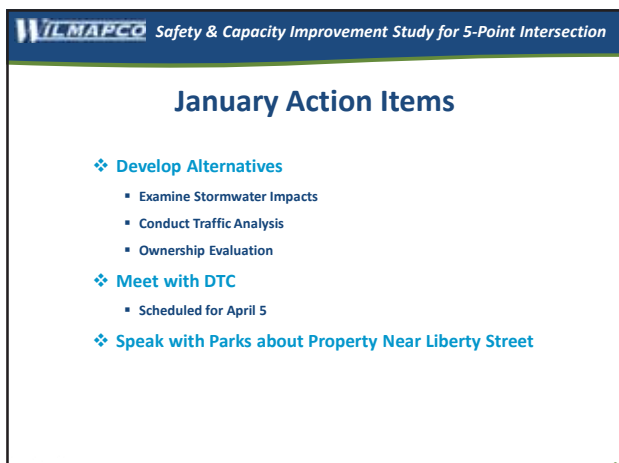 WILMAPCO Safety & Capacity Improvement Study for 5-Point Intersection
January Action Items
❖ Develop Alternatives
▪ Examine Stormwater Impacts
▪ Conduct Traffic Analysis
▪ Ownership Evaluation
❖ Meet with DTC
▪ Scheduled for April 5
❖ Speak with Parks about Property Near Liberty Street